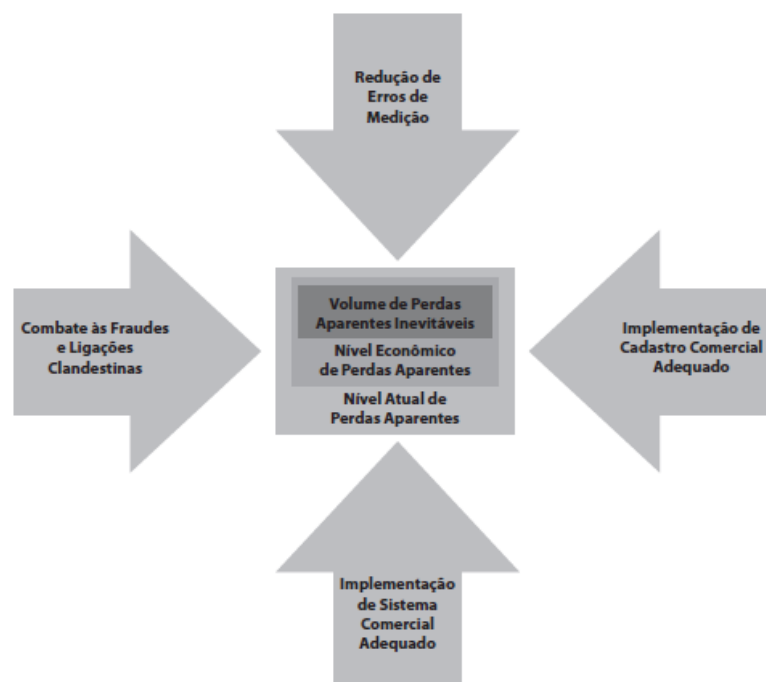 Redução de
Erros de
Medição
Combate às Fraudes
e Ligações
Clandestinas
Volume de Perdas
Aparentes Inevitáveis
Nível Econômico
de Perdas Aparentes
Nível Atual de
Perdas Aparentes
Implementação de
Cadastro Comercial
Adequado
Implementação
de Sistema
Comercial
Adequado